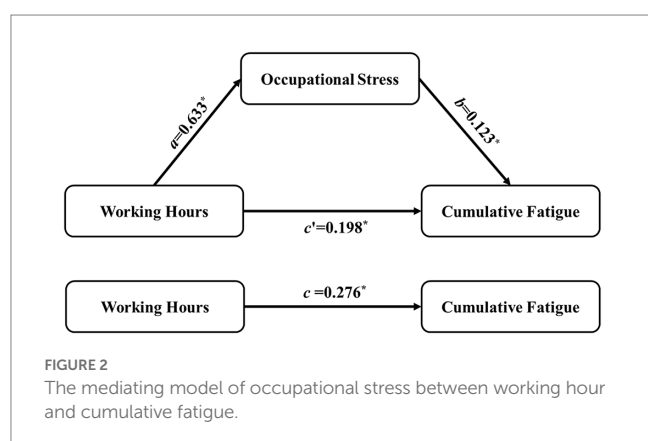 Occupational Stress
a=0.633*
b=0.123*
Working Hours
Cumulative Fatigue
c'=0.198*
Working Hours
c =0.276*
Cumulative Fatigue
FIGURE 2
The mediating model of occupational stress between working hour
and cumulative fatigue.